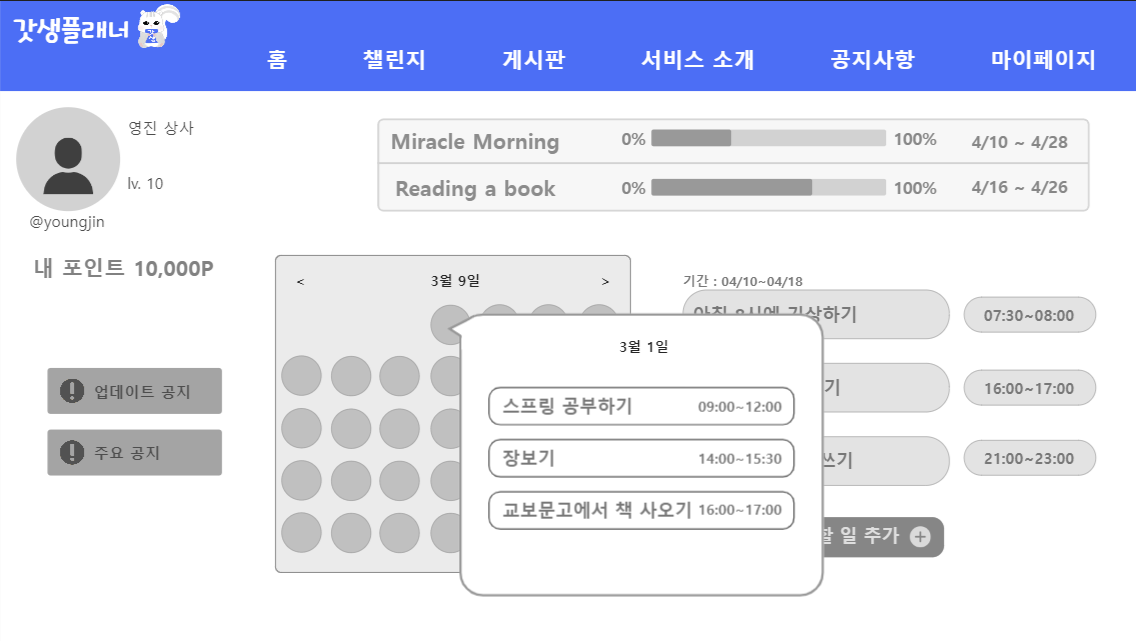 갓생플래너
홈 챌린지 게시판 서비스 소개 공지사항 마이페이지
영진 상사
lv. 10
@youngjin
내 포인트 10,000P
업데이트 공지
주요 공지
Miracle Morning 0% 100% 4/10 ~ 4/28
Reading a book 0% 100% 4/16 ~ 4/26
< 3월 9일 >
3월 1일
스프링 공부하기 09:00~12:00
장보기 14:00~15:30
교보문고에서 책 사오기 16:00~17:00
기간 : 04/10~04/18
아침 8시에 기상하기 07:30~08:00
기 16:00~17:00
쓰기 21:00~23:00
할 일 추가